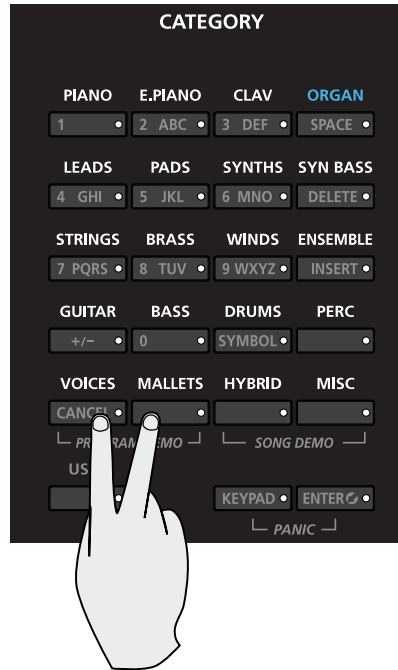 CATEGORY
PIANO E.PIANO CLAV ORGAN
1 2 ABC 3 DEF SPACE
LEADS PADS SYNTHS SYN BASS
4 GHI 5 JKL 6 MNO DELETE
STRINGS BRASS WINDS ENSEMBLE
7 PQRS 8 TUV 9 WXYZ INSERT
GUITAR BASS DRUMS PERC
+/− 0 SYMBOL
VOICES MALLETS HYBRID MISC
CANCEL
SONG DEMO
US
KEYPAD ENTER
PANIC